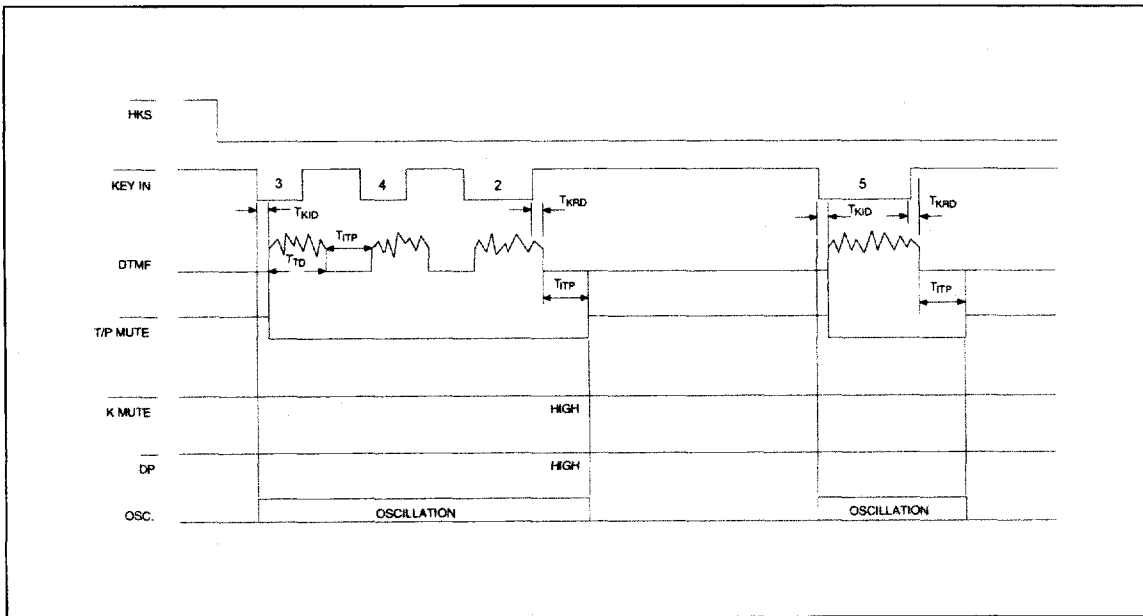 HKS
KEY IN
3
4
2
5
TKID
TKRD
TKID
TKRD
TITP
DTMF
TTD
TITP
TITP
T/P MUTE
K MUTE
HIGH
DP
HIGH
OSC.
OSCILLATION
OSCILLATION